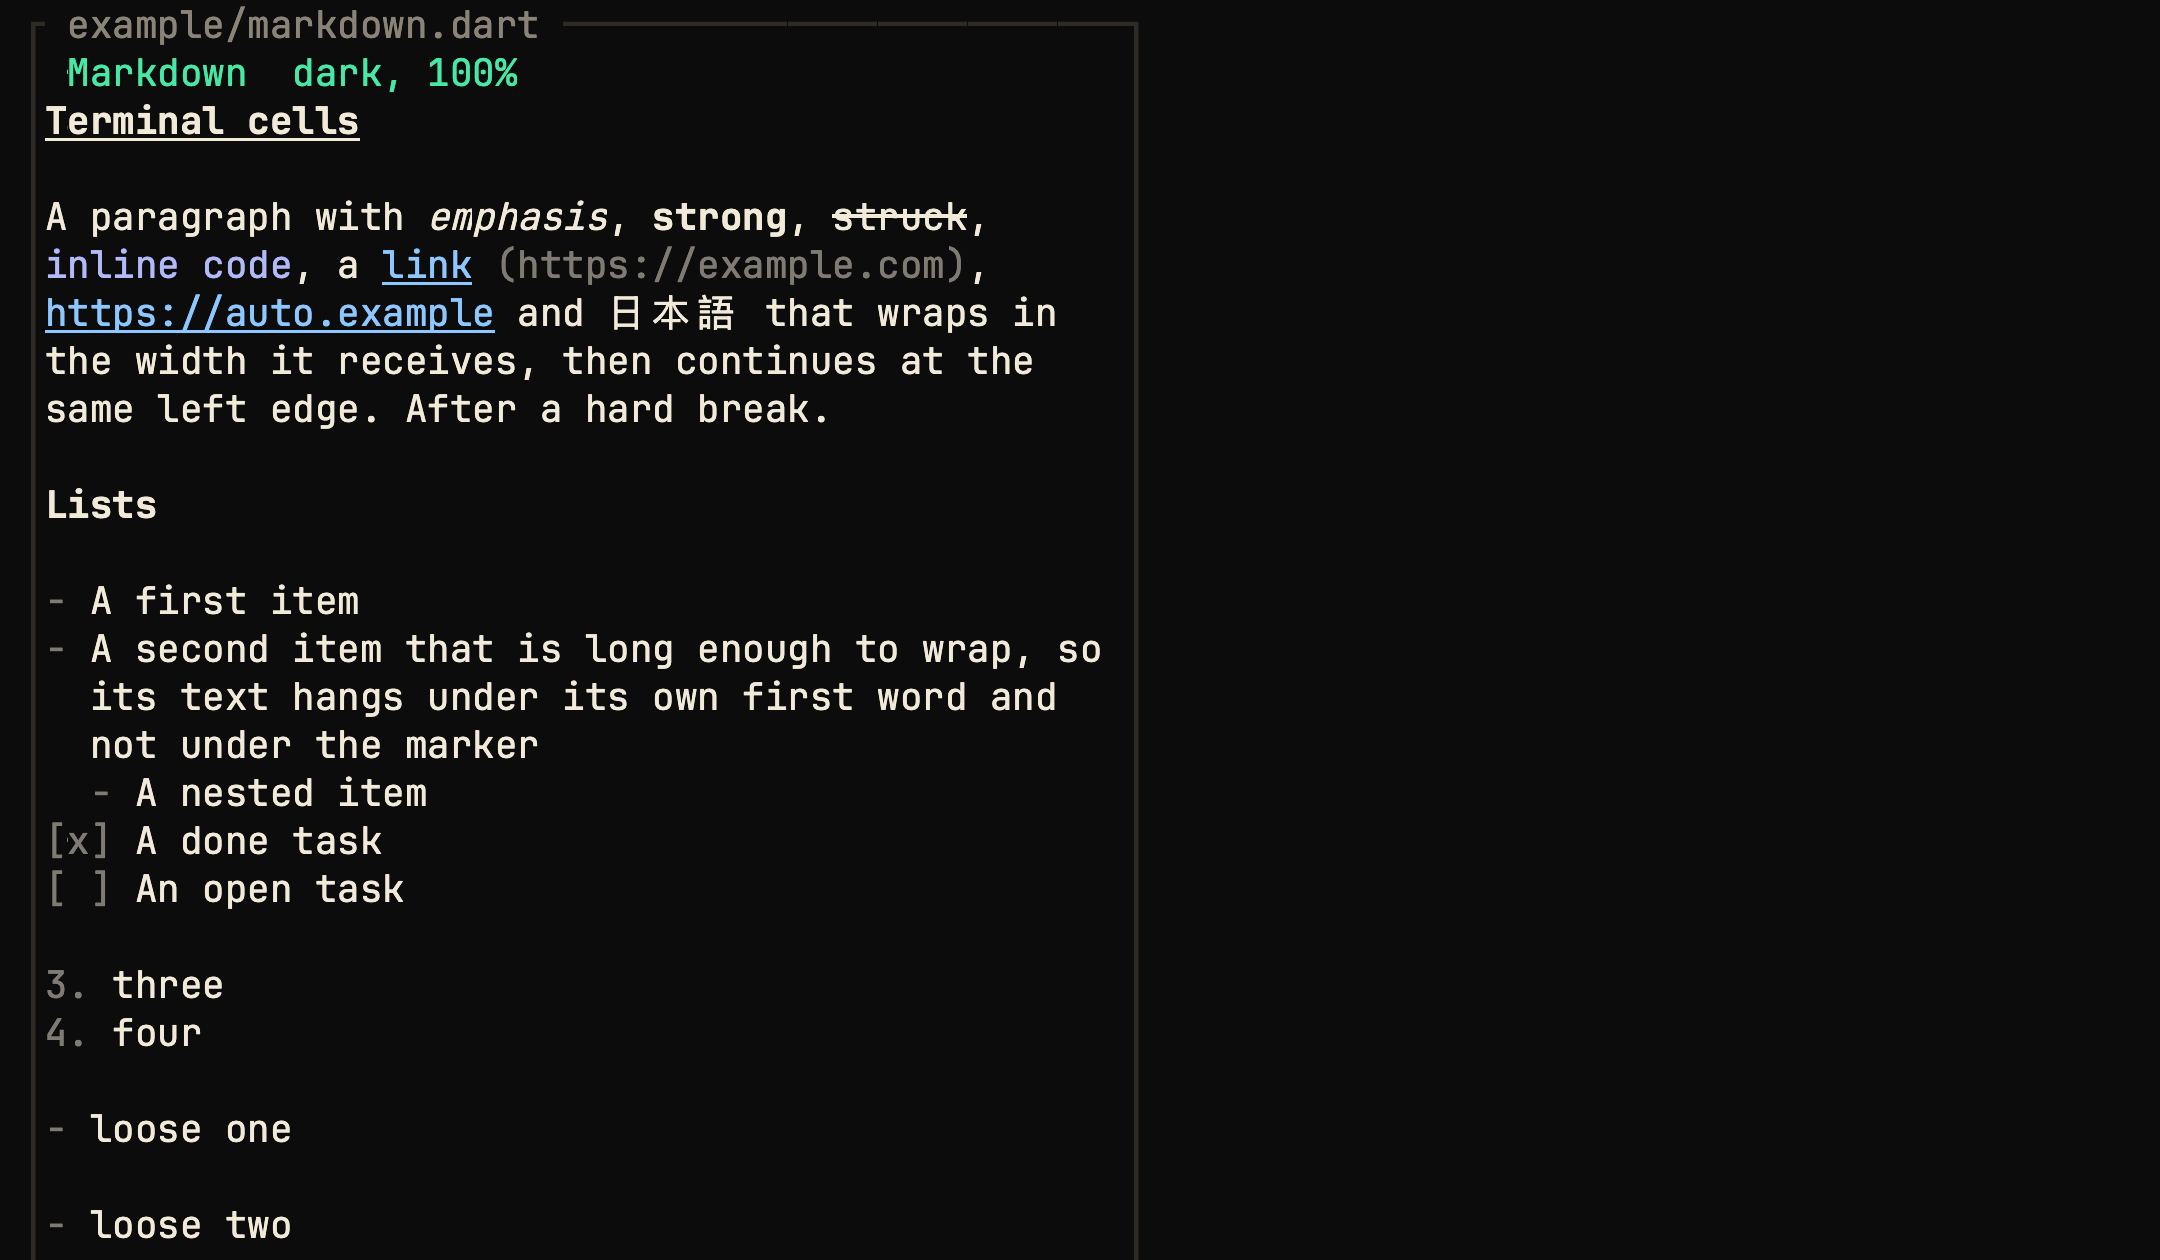 example/markdown.dart
Markdown  dark, 100%
Terminal cells
A paragraph with emphasis, strong, struck,
inline code, a link (https://example.com),
https://auto.example and 日本語 that wraps in
the width it receives, then continues at the
same left edge. After a hard break.
Lists
- A first item
- A second item that is long enough to wrap, so
its text hangs under its own first word and
not under the marker
- A nested item
[x] A done task
[ ] An open task
3. three
4. four
- loose one
- loose two